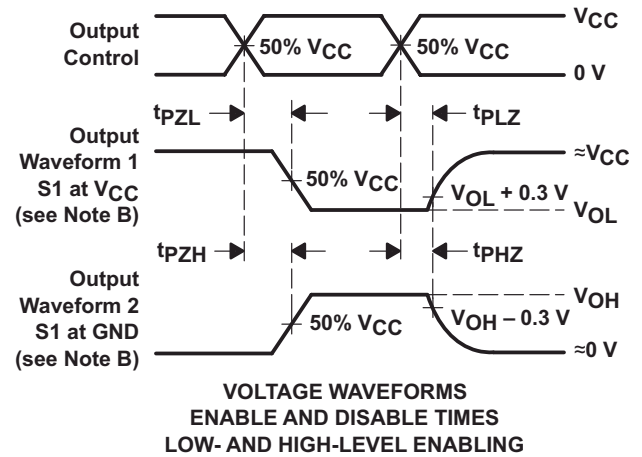 Output
Control
50% VCC
50% VCC
VCC
0 V
tPZL
tPLZ
Output
Waveform 1
S1 at VCC
(see Note B)
50% VCC
≈VCC
VOL + 0.3 V
VOL
tPZH
tPHZ
Output
Waveform 2
S1 at GND
(see Note B)
50% VCC
VOH
VOH – 0.3 V
≈0 V
VOLTAGE WAVEFORMS
ENABLE AND DISABLE TIMES
LOW- AND HIGH-LEVEL ENABLING